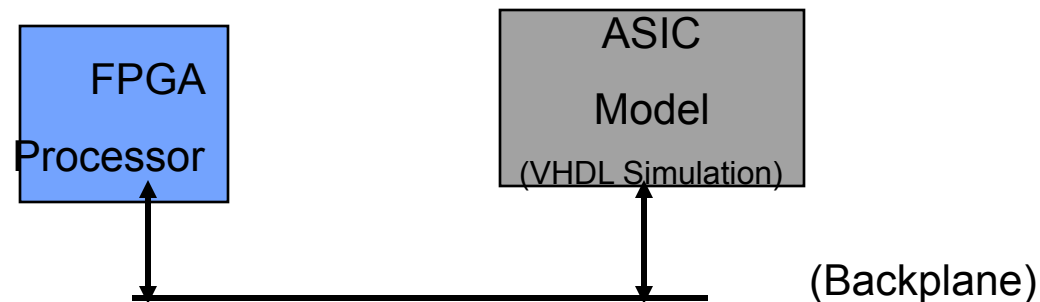 FPGA
Processor
ASIC
Model
(VHDL Simulation)
(Backplane)